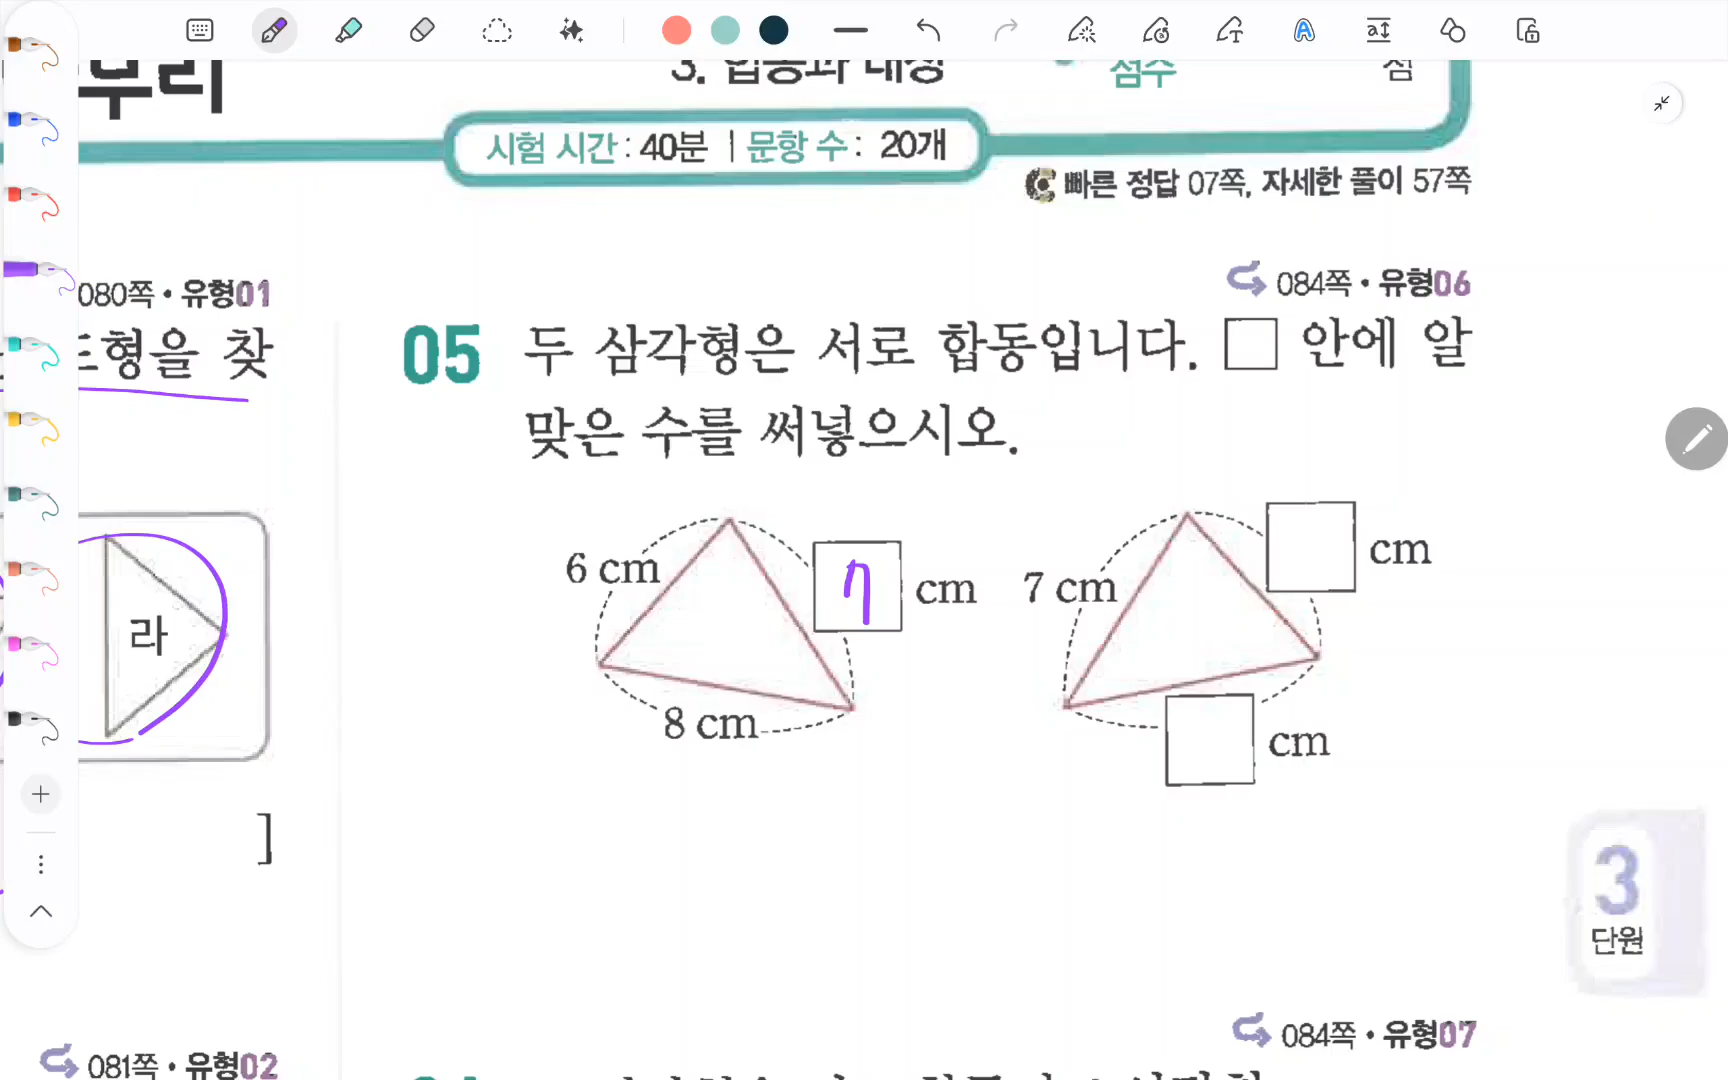 3. 합동과 대칭
점수 점
시험 시간 : 40분 | 문항 수 : 20개
빠른 정답 07쪽, 자세한 풀이 57쪽
080쪽 • 유형01
형을 찾
라
]
081쪽 • 유형02
084쪽 • 유형06
05 두 삼각형은 서로 합동입니다. □ 안에 알
맞은 수를 써넣으시오.
6 cm
7 cm
8 cm
7 cm
cm
cm
3
단원
084쪽 • 유형07